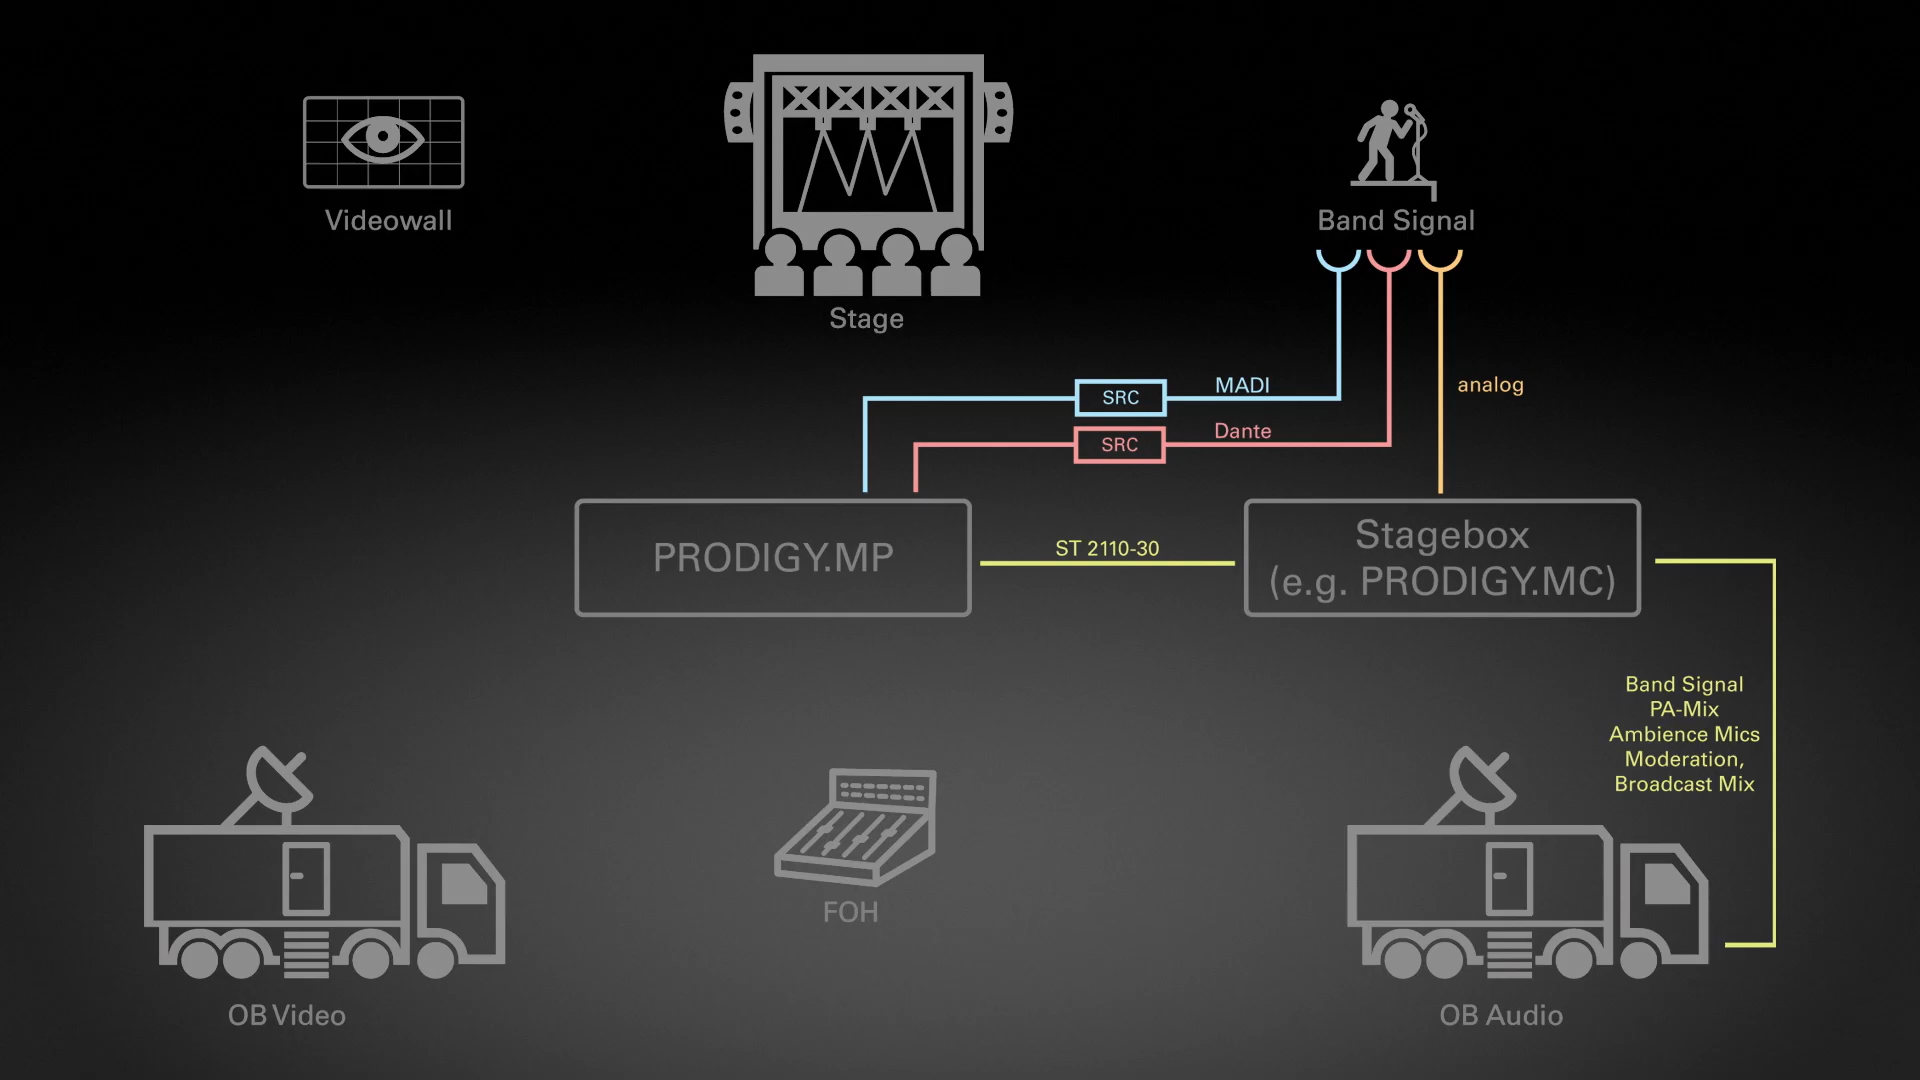 Videowall
Stage
Band Signal
SRC
MADI
analog
SRC
Dante
PRODIGY.MP
ST 2110-30
Stagebox
(e.g. PRODIGY.MC)
Band Signal
PA-Mix
Ambience Mics
Moderation,
Broadcast Mix
FOH
OB Video
OB Audio